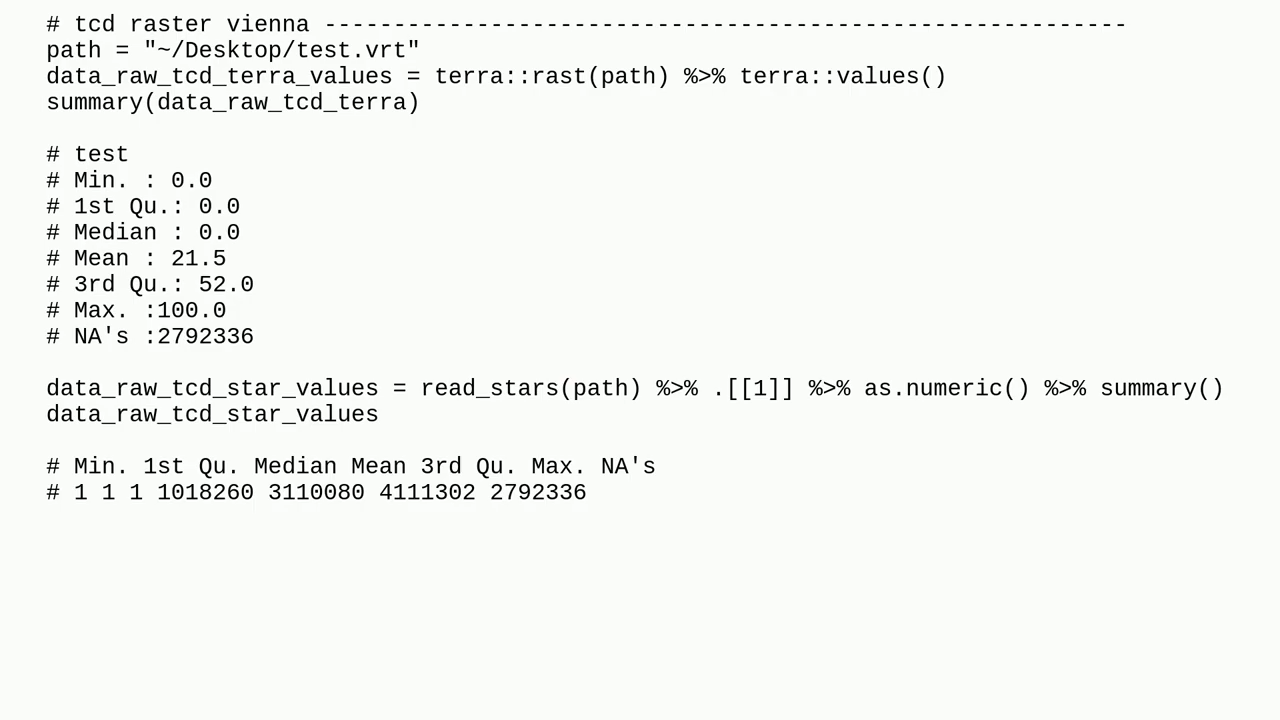 # tcd raster vienna ----------------------------------------------------------
path = "~/Desktop/test.vrt"
data_raw_tcd_terra_values = terra::rast(path) %>% terra::values()
summary(data_raw_tcd_terra)
# test
# Min. : 0.0
# 1st Qu.: 0.0
# Median : 0.0
# Mean : 21.5
# 3rd Qu.: 52.0
# Max. :100.0
# NA's :2792336
data_raw_tcd_star_values = read_stars(path) %>% .[[1]] %>% as.numeric() %>% summary()
data_raw_tcd_star_values
# Min. 1st Qu. Median Mean 3rd Qu. Max. NA's
# 1 1 1 1018260 3110080 4111302 2792336